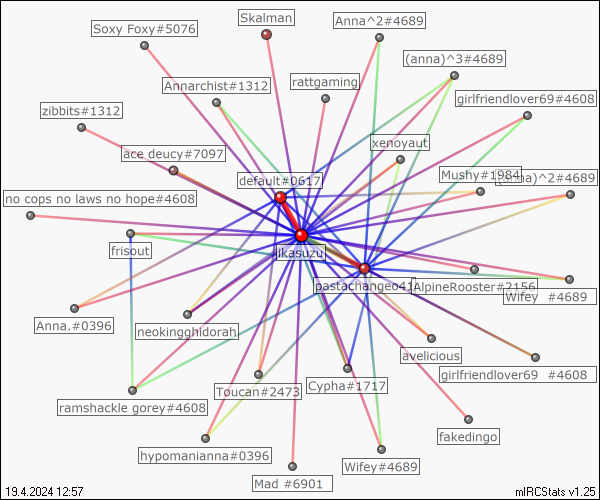 Skalman
Anna^2#4689
Soxy Foxy#5076
(anna)^3#4689
Annarchist#1312
rattgaming
girlfriendlover69#4608
zibbits#1312
xenoyaut
ace deucy#7097
Mushy#1984
default#0617
(anna)^2#4689
no cops no laws no hope#4608
frisout
jikasuzu
pastachangeo41
AlpineRooster#2156
Wifey #4689
Anna.#0396
neokingghidorah
avelicious
girlfriendlover69 #4608
Toucan#2473
Cypha#1717
ramshackle gorey#4608
fakedingo
hypomanianna#0396
Wifey#4689
Mad #6901
19.4.2024 12:57
mIRCStats v1.25